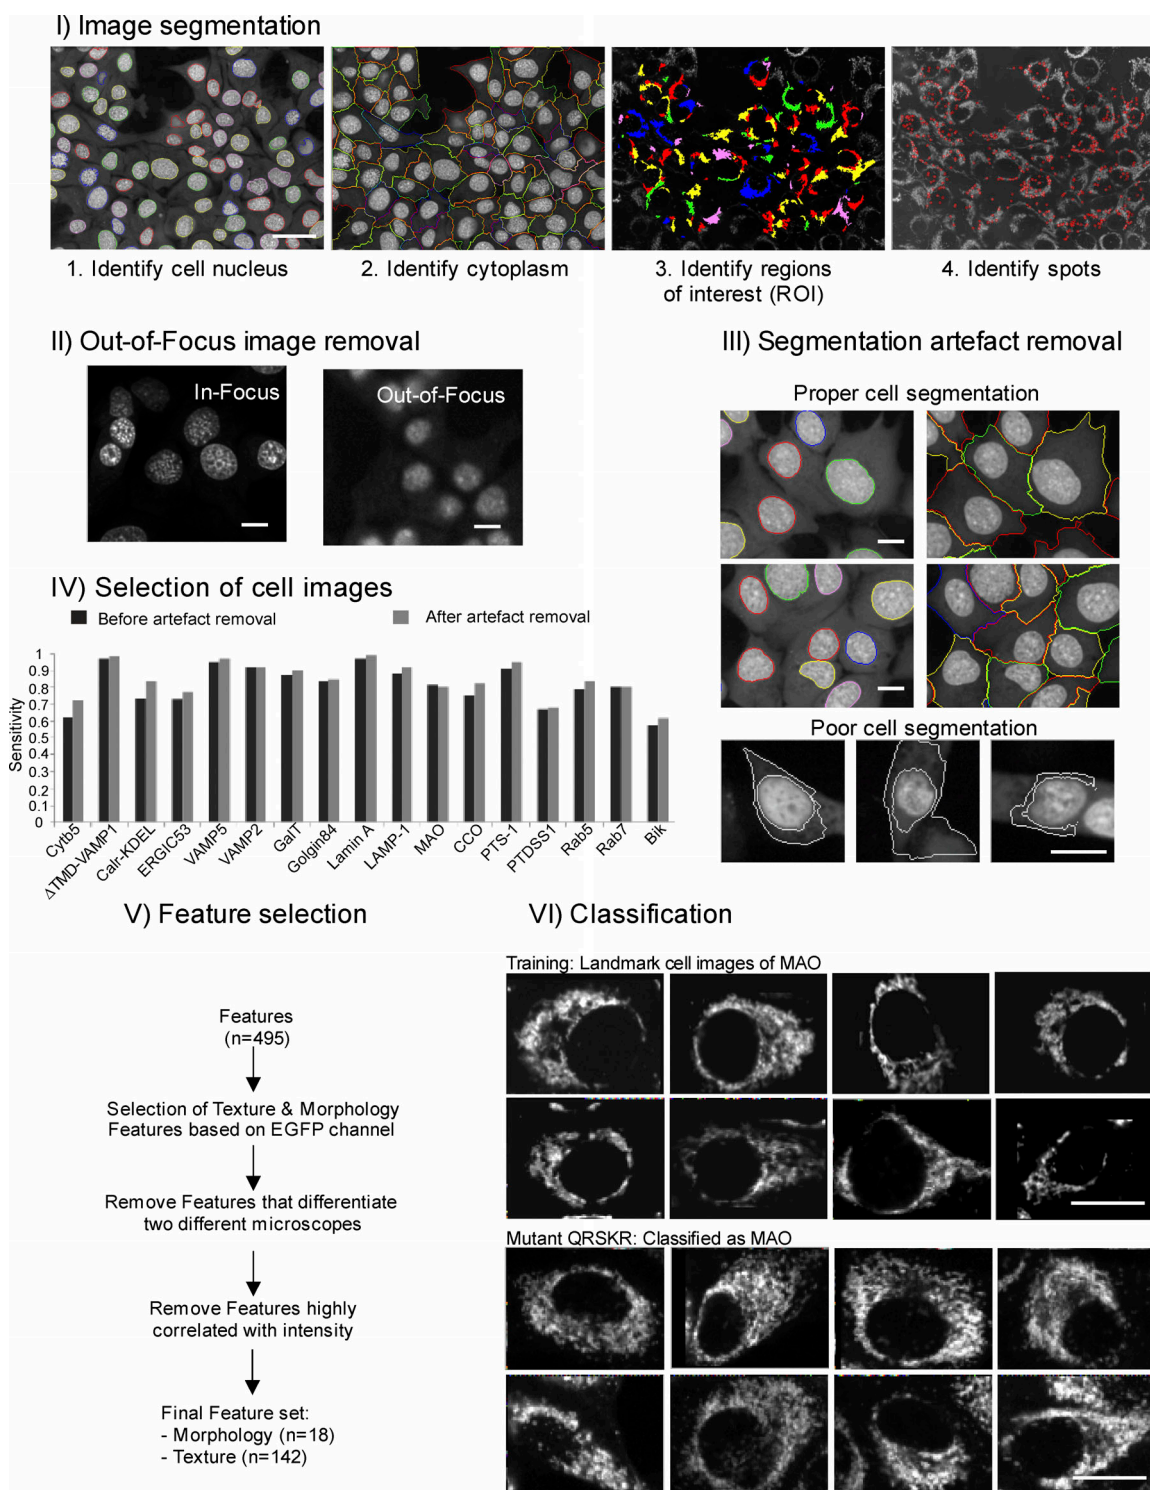 I) Image segmentation
1. Identify cell nucleus
2. Identify cytoplasm
3. Identify regions
of interest (ROI)
4. Identify spots
II) Out-of-Focus image removal
In-Focus
Out-of-Focus
III) Segmentation artefact removal
Proper cell segmentation
Poor cell segmentation
IV) Selection of cell images
Before artefact removal
After artefact removal
Sensitivity
1
0.9
0.8
0.7
0.6
0.5
0.4
0.3
0.2
0.1
0
Cytb5
ΔTMD-VAMP1
Calr-KDEL
ERGIC53
VAMP5
VAMP2
GalT
Golgin84
Lamin A
LAMP-1
MAO
CCO
PTS-1
PTDSS1
Rab5
Rab7
Bik
V) Feature selection
Features
(n=495)
Selection of Texture & Morphology
Features based on EGFP channel
Remove Features that differentiate
two different microscopes
Remove Features highly
correlated with intensity
Final Feature set:
- Morphology (n=18)
- Texture (n=142)
VI) Classification
Training: Landmark cell images of MAO
Mutant QRSKR: Classified as MAO